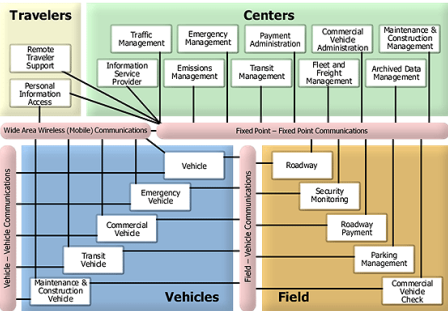 Travelers
Centers
Remote
Traveler
Support
Personal
Information
Access
Traffic
Management
Emergency
Management
Payment
Administration
Commercial
Vehicle
Administration
Maintenance &
Construction
Management
Information
Service
Provider
Emissions
Management
Transit
Management
Fleet and
Freight
Management
Archived Data
Management
Wide Area Wireless (Mobile) Communications
Fixed Point – Fixed Point Communications
Vehicle – Vehicle Communications
Vehicle
Emergency
Vehicle
Commercial
Vehicle
Transit
Vehicle
Maintenance &
Construction
Vehicle
Vehicles
Field – Vehicle Communications
Roadway
Security
Monitoring
Roadway
Payment
Parking
Management
Commercial
Vehicle
Check
Field